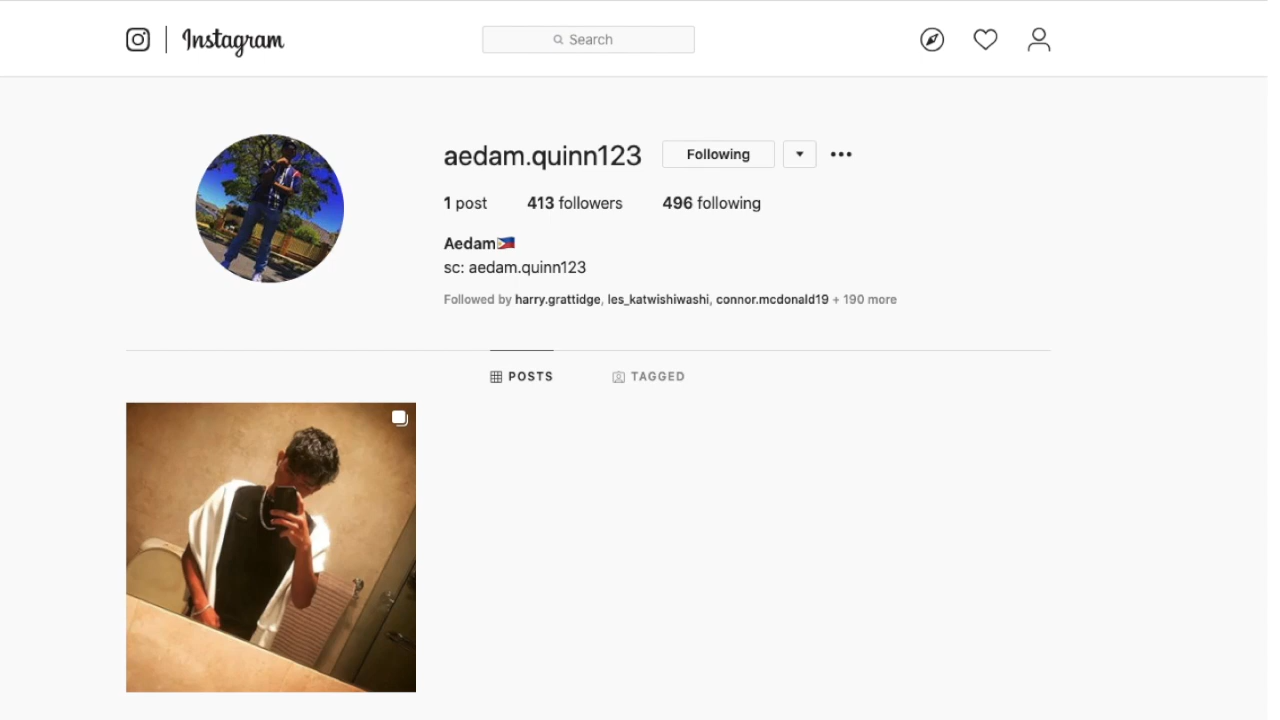 Instagram
Search
aedam.quinn123 Following
1 post 413 followers 496 following
Aedam🇵🇭
sc: aedam.quinn123
Followed by harry.grattidge, les_katwishiwashi, connor.mcdonald19 + 190 more
POSTS TAGGED